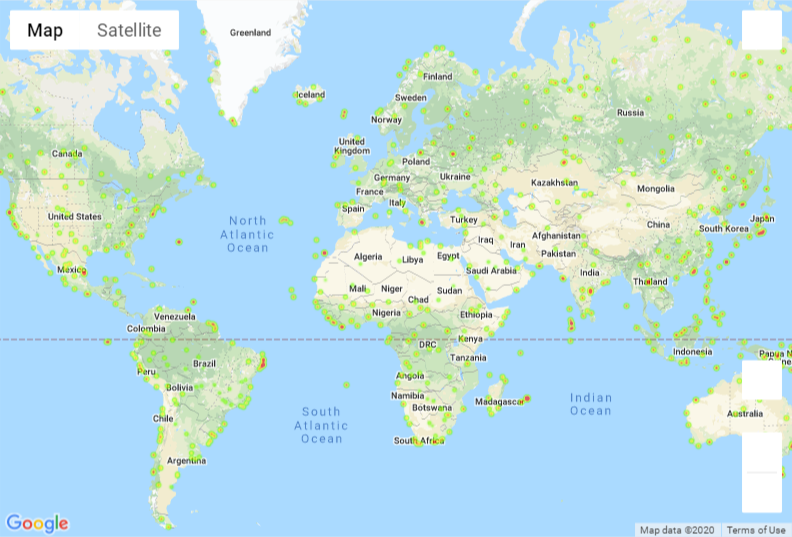 Map
Satellite
Greenland
Iceland
Finland
Sweden
Norway
Russia
United
Kingdom
Canada
Poland
Germany
Ukraine
Kazakhstan
Mongolia
France
Italy
Spain
Turkey
United States
North
Atlantic
Ocean
China
Japan
South Korea
Iraq
Iran
Afghanistan
Pakistan
Algeria
Libya
Egypt
Saudi Arabia
India
Mexico
Mali
Niger
Sudan
Chad
Thailand
Nigeria
Ethiopia
Venezuela
Colombia
Kenya
DRC
Tanzania
Indonesia
Papua N
Guine
Brazil
Peru
Angola
Bolivia
Namibia
Botswana
Madagascar
Indian
Ocean
South
Atlantic
Ocean
Chile
Australia
South Africa
Argentina
Google
Map data ©2020
Terms of Use